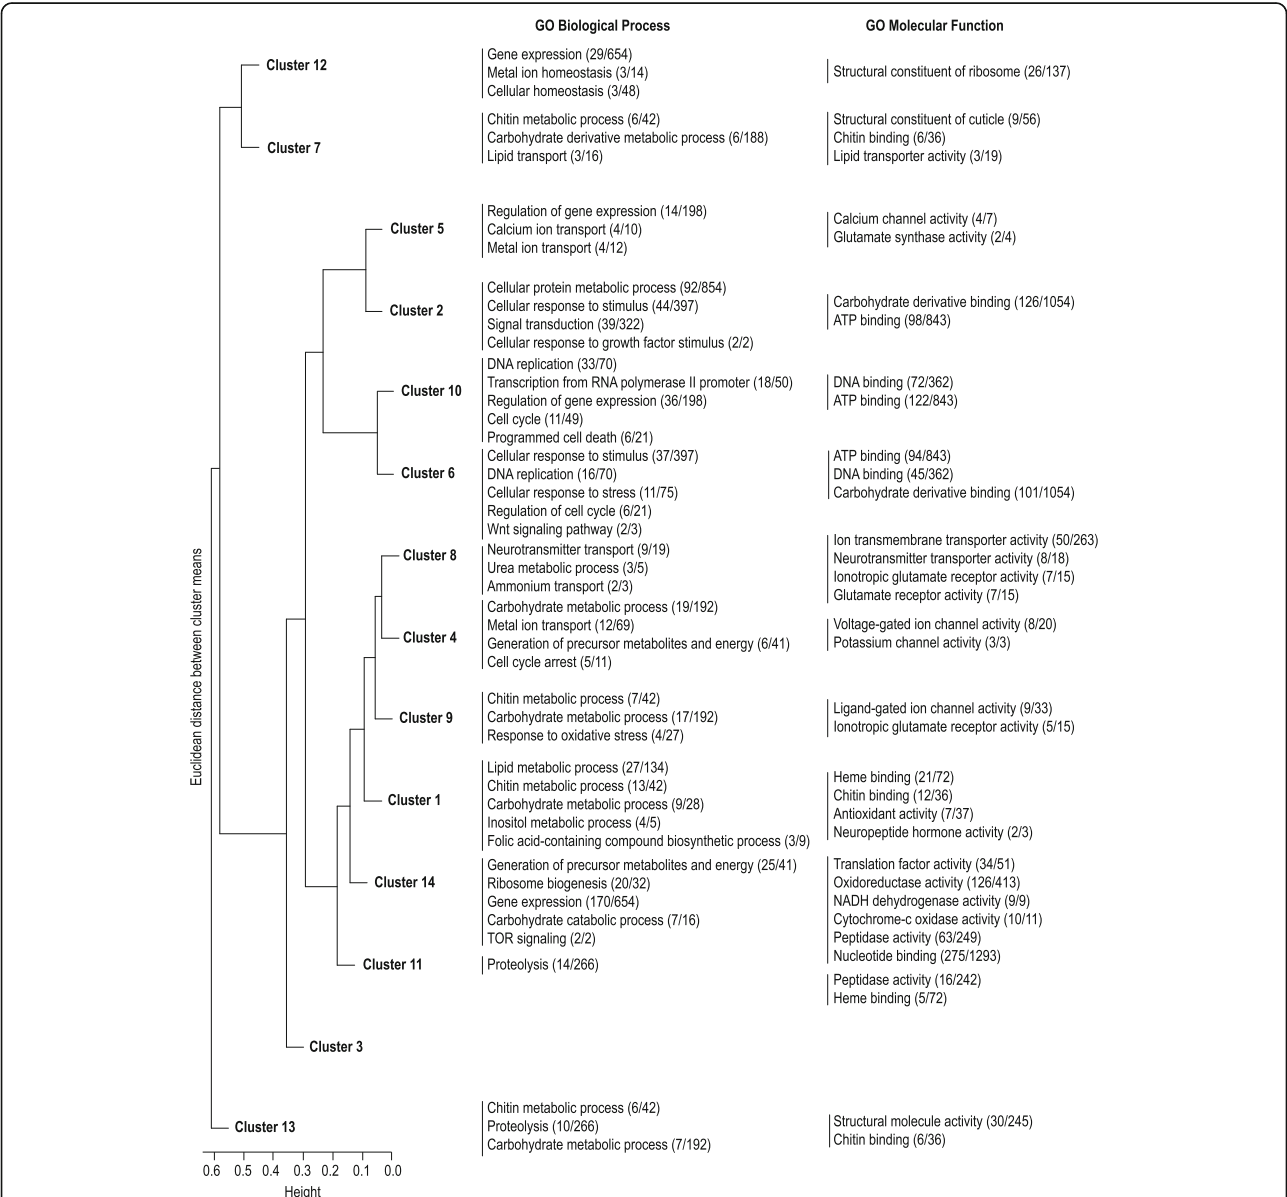 GO Biological Process
GO Molecular Function
Cluster 12
Gene expression (29/654)
Metal ion homeostasis (3/14)
Cellular homeostasis (3/48)
Structural constituent of ribosome (26/137)
Cluster 7
Chitin metabolic process (6/42)
Carbohydrate derivative metabolic process (6/188)
Lipid transport (3/16)
Structural constituent of cuticle (9/56)
Chitin binding (6/36)
Lipid transporter activity (3/19)
Cluster 5
Regulation of gene expression (14/198)
Calcium ion transport (4/10)
Metal ion transport (4/12)
Calcium channel activity (4/7)
Glutamate synthase activity (2/4)
Cluster 2
Cellular protein metabolic process (92/854)
Cellular response to stimulus (44/397)
Signal transduction (39/322)
Cellular response to growth factor stimulus (2/2)
Carbohydrate derivative binding (126/1054)
ATP binding (98/843)
Cluster 10
DNA replication (33/70)
Transcription from RNA polymerase II promoter (18/50)
Regulation of gene expression (36/198)
Cell cycle (11/49)
Programmed cell death (6/21)
DNA binding (72/362)
ATP binding (122/843)
Cluster 6
Cellular response to stimulus (37/397)
DNA replication (16/70)
Cellular response to stress (11/75)
Regulation of cell cycle (6/21)
Wnt signaling pathway (2/3)
ATP binding (94/843)
DNA binding (45/362)
Carbohydrate derivative binding (101/1054)
Cluster 8
Neurotransmitter transport (9/19)
Urea metabolic process (3/5)
Ammonium transport (2/3)
Ion transmembrane transporter activity (50/263)
Neurotransmitter transporter activity (8/18)
Ionotropic glutamate receptor activity (7/15)
Glutamate receptor activity (7/15)
Cluster 4
Carbohydrate metabolic process (19/192)
Metal ion transport (12/69)
Generation of precursor metabolites and energy (6/41)
Cell cycle arrest (5/11)
Voltage-gated ion channel activity (8/20)
Potassium channel activity (3/3)
Cluster 9
Chitin metabolic process (7/42)
Carbohydrate metabolic process (17/192)
Response to oxidative stress (4/27)
Ligand-gated ion channel activity (9/33)
Ionotropic glutamate receptor activity (5/15)
Cluster 1
Lipid metabolic process (27/134)
Chitin metabolic process (13/42)
Carbohydrate metabolic process (9/28)
Inositol metabolic process (4/5)
Folic acid-containing compound biosynthetic process (3/9)
Heme binding (21/72)
Chitin binding (12/36)
Antioxidant activity (7/37)
Neuropeptide hormone activity (2/3)
Cluster 14
Generation of precursor metabolites and energy (25/41)
Ribosome biogenesis (20/32)
Gene expression (170/654)
Carbohydrate catabolic process (7/16)
TOR signaling (2/2)
Translation factor activity (34/51)
Oxidoreductase activity (126/413)
NADH dehydrogenase activity (9/9)
Cytochrome-c oxidase activity (10/11)
Peptidase activity (63/249)
Nucleotide binding (275/1293)
Cluster 11
Proteolysis (14/266)
Peptidase activity (16/242)
Heme binding (5/72)
Cluster 3
Cluster 13
Chitin metabolic process (6/42)
Proteolysis (10/266)
Carbohydrate metabolic process (7/192)
Structural molecule activity (30/245)
Chitin binding (6/36)
Euclidean distance between cluster means
0.6 0.5 0.4 0.3 0.2 0.1 0.0
Height